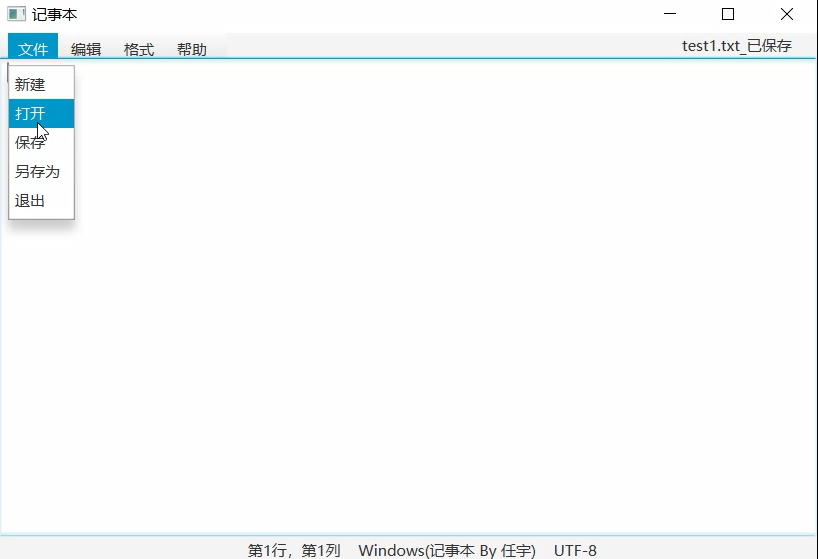 记事本
文件 编辑 格式 帮助 test1.txt_已保存
新建
打开
保存
另存为
退出
第1行，第1列 Windows(记事本 By 任宇) UTF-8